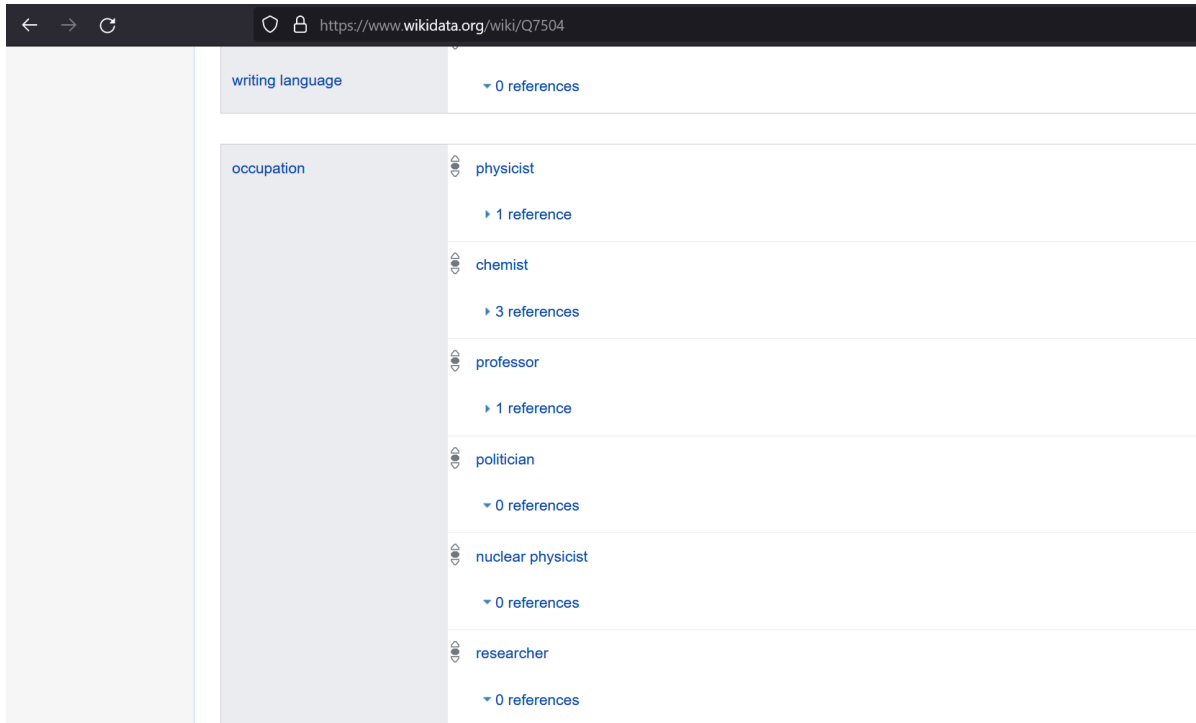 https://www.wikidata.org/wiki/Q7504
writing language
0 references
occupation
physicist
1 reference
chemist
3 references
professor
1 reference
politician
0 references
nuclear physicist
0 references
researcher
0 references